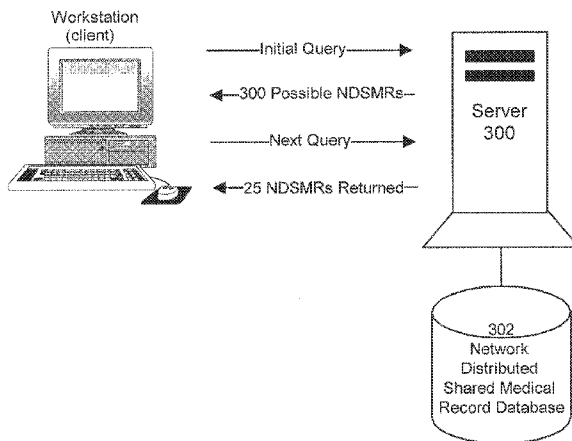 Workstation
(client)
Initial Query
300 Possible NDSMRs
Next Query
25 NDSMRs Returned
Server
300
302
Network
Distributed
Shared Medical
Record Database